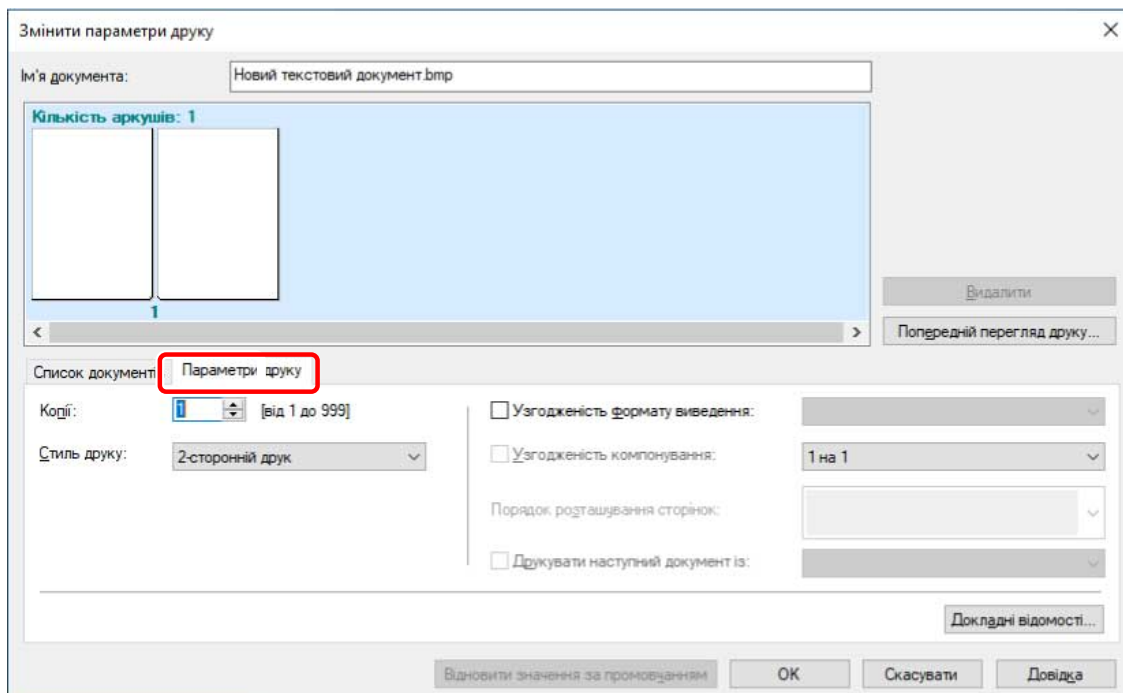 Змінити параметри друку
Ім'я документа: Новий текстовий документ.bmp
Кількість аркушів: 1
1
Видалити
Попередній перегляд друку...
Список документі Параметри друку
Копії: 1 [від 1 до 999]
Стиль друку: 2-сторонній друк
Узгодженість формату виведення:
Узгодженість компонування: 1 на 1
Порядок розташування сторінок:
Друкувати наступний документ із:
Докладні відомості...
Відновити значення за промовчанням ОК Скасувати Довідка